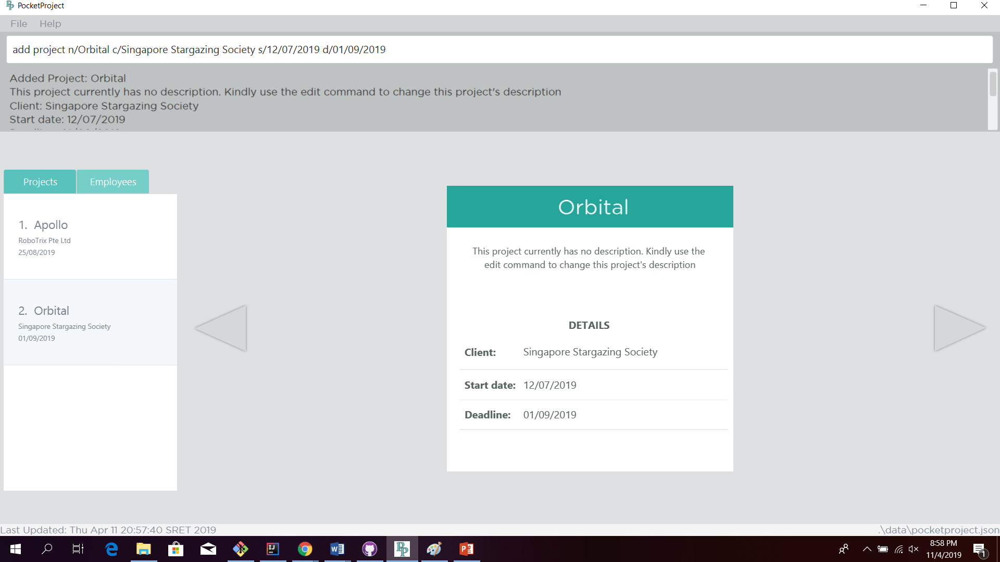 PocketProject
File Help
add project n/Orbital c/Singapore Stargazing Society s/12/07/2019 d/01/09/2019
Added Project: Orbital
This project currently has no description. Kindly use the edit command to change this project's description
Client: Singapore Stargazing Society
Start date: 12/07/2019
Projects Employees
1. Apollo
RoboTrix Pte Ltd
25/08/2019
2. Orbital
Singapore Stargazing Society
01/09/2019
Orbital
This project currently has no description. Kindly use the
edit command to change this project's description
DETAILS
Client: Singapore Stargazing Society
Start date: 12/07/2019
Deadline: 01/09/2019
Last Updated: Thu Apr 11 20:57:40 SRET 2019
.\data\pocketproject.json
8:58 PM
11/4/2019
1